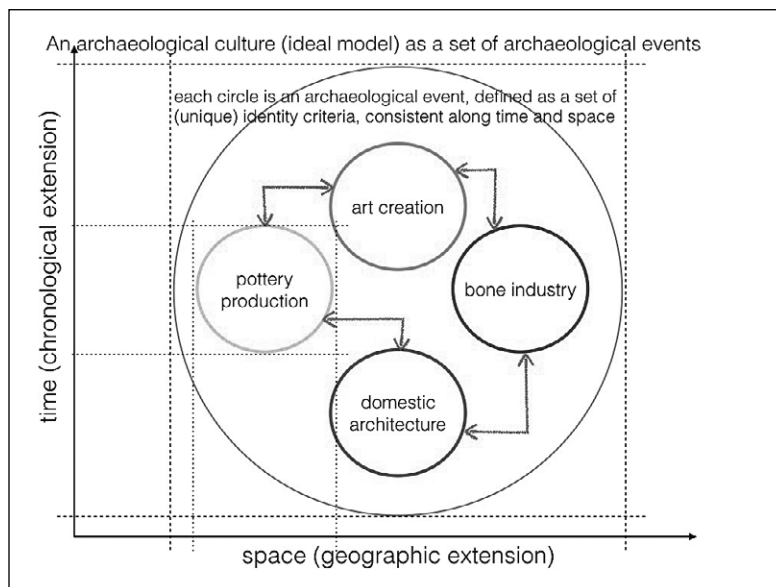 An archaeological culture (ideal model) as a set of archaeological events
each circle is an archaeological event, defined as a set of
(unique) identity criteria, consistent along time and space
art creation
pottery
production
bone industry
domestic
architecture
time (chronological extension)
space (geographic extension)